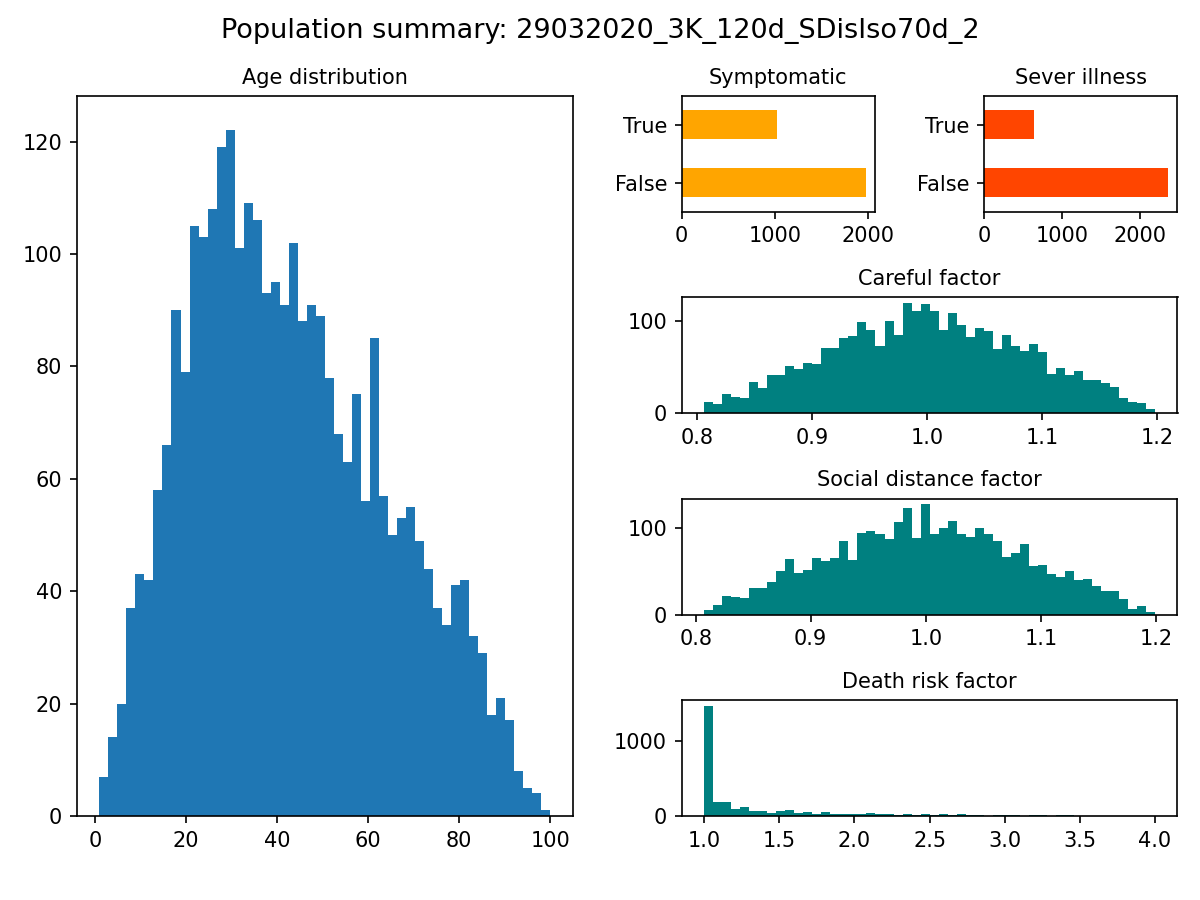 Population summary: 29032020_3K_120d_SDisIso70d_2
Age distribution
120
100
80
60
40
20
0
0 20 40 60 80 100
Symptomatic
True
False
0 1000 2000
Sever illness
True
False
0 1000 2000
Careful factor
100
0
0.8 0.9 1.0 1.1 1.2
Social distance factor
100
0
0.8 0.9 1.0 1.1 1.2
Death risk factor
1000
0
1.0 1.5 2.0 2.5 3.0 3.5 4.0